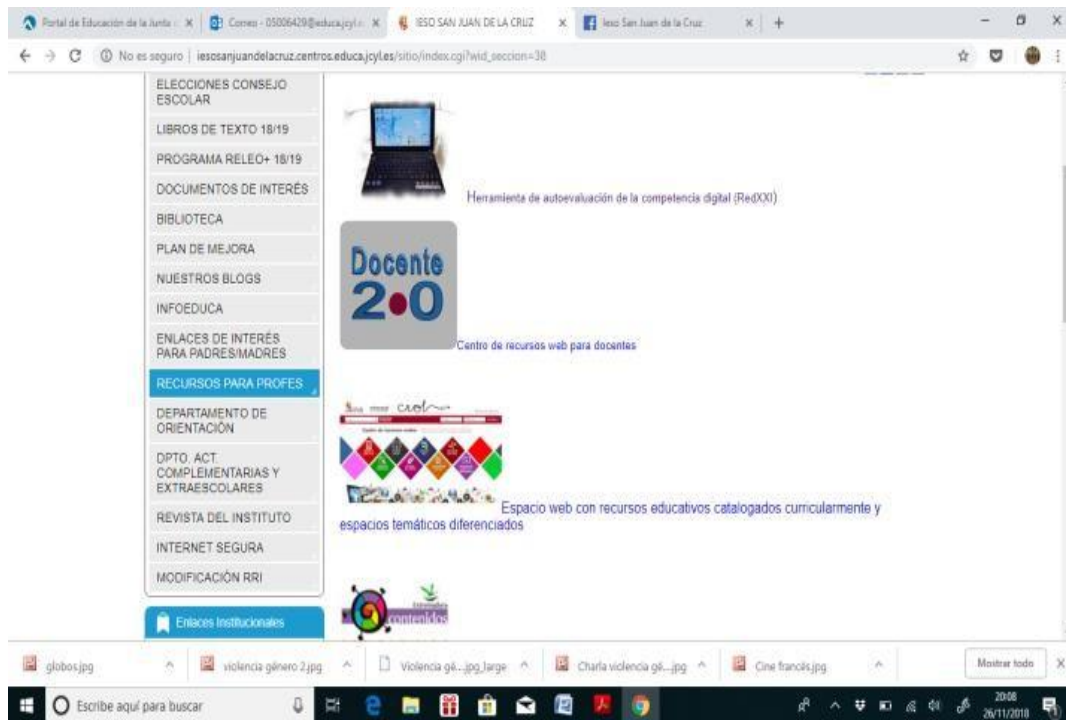 Portal de Educación de la Junta
Correo - 05006429@educa.jcyl.
IESO SAN JUAN DE LA CRUZ
Ieso San Juan de la Cruz
No es seguro | iesosanjuandelacruz.centros.educa.jcyl.es/sitio/index.cgi?wid_seccion=38
ELECCIONES CONSEJO
ESCOLAR
LIBROS DE TEXTO 18/19
PROGRAMA RELEO+ 18/19
DOCUMENTOS DE INTERÉS
BIBLIOTECA
PLAN DE MEJORA
NUESTROS BLOGS
INFOEDUCA
ENLACES DE INTERÉS
PARA PADRES/MADRES
RECURSOS PARA PROFES
DEPARTAMENTO DE
ORIENTACIÓN
DPTO. ACT.
COMPLEMENTARIAS Y
EXTRAESCOLARES
REVISTA DEL INSTITUTO
INTERNET SEGURA
MODIFICACIÓN RRI
Enlaces Institucionales
Herramienta de autoevaluación de la competencia digital (RedXXI)
Docente
2.0
Centro de recursos web para docentes
crol
Espacio web con recursos educativos catalogados curricularmente y
espacios temáticos diferenciados
Extremadura
contenidos
globos.jpg
violencia género 2.jpg
Violencia gé....jpg_large
Charla violencia gé....jpg
Cine francés.jpg
Mostrar todo
Escribe aquí para buscar
20:08
26/11/2018